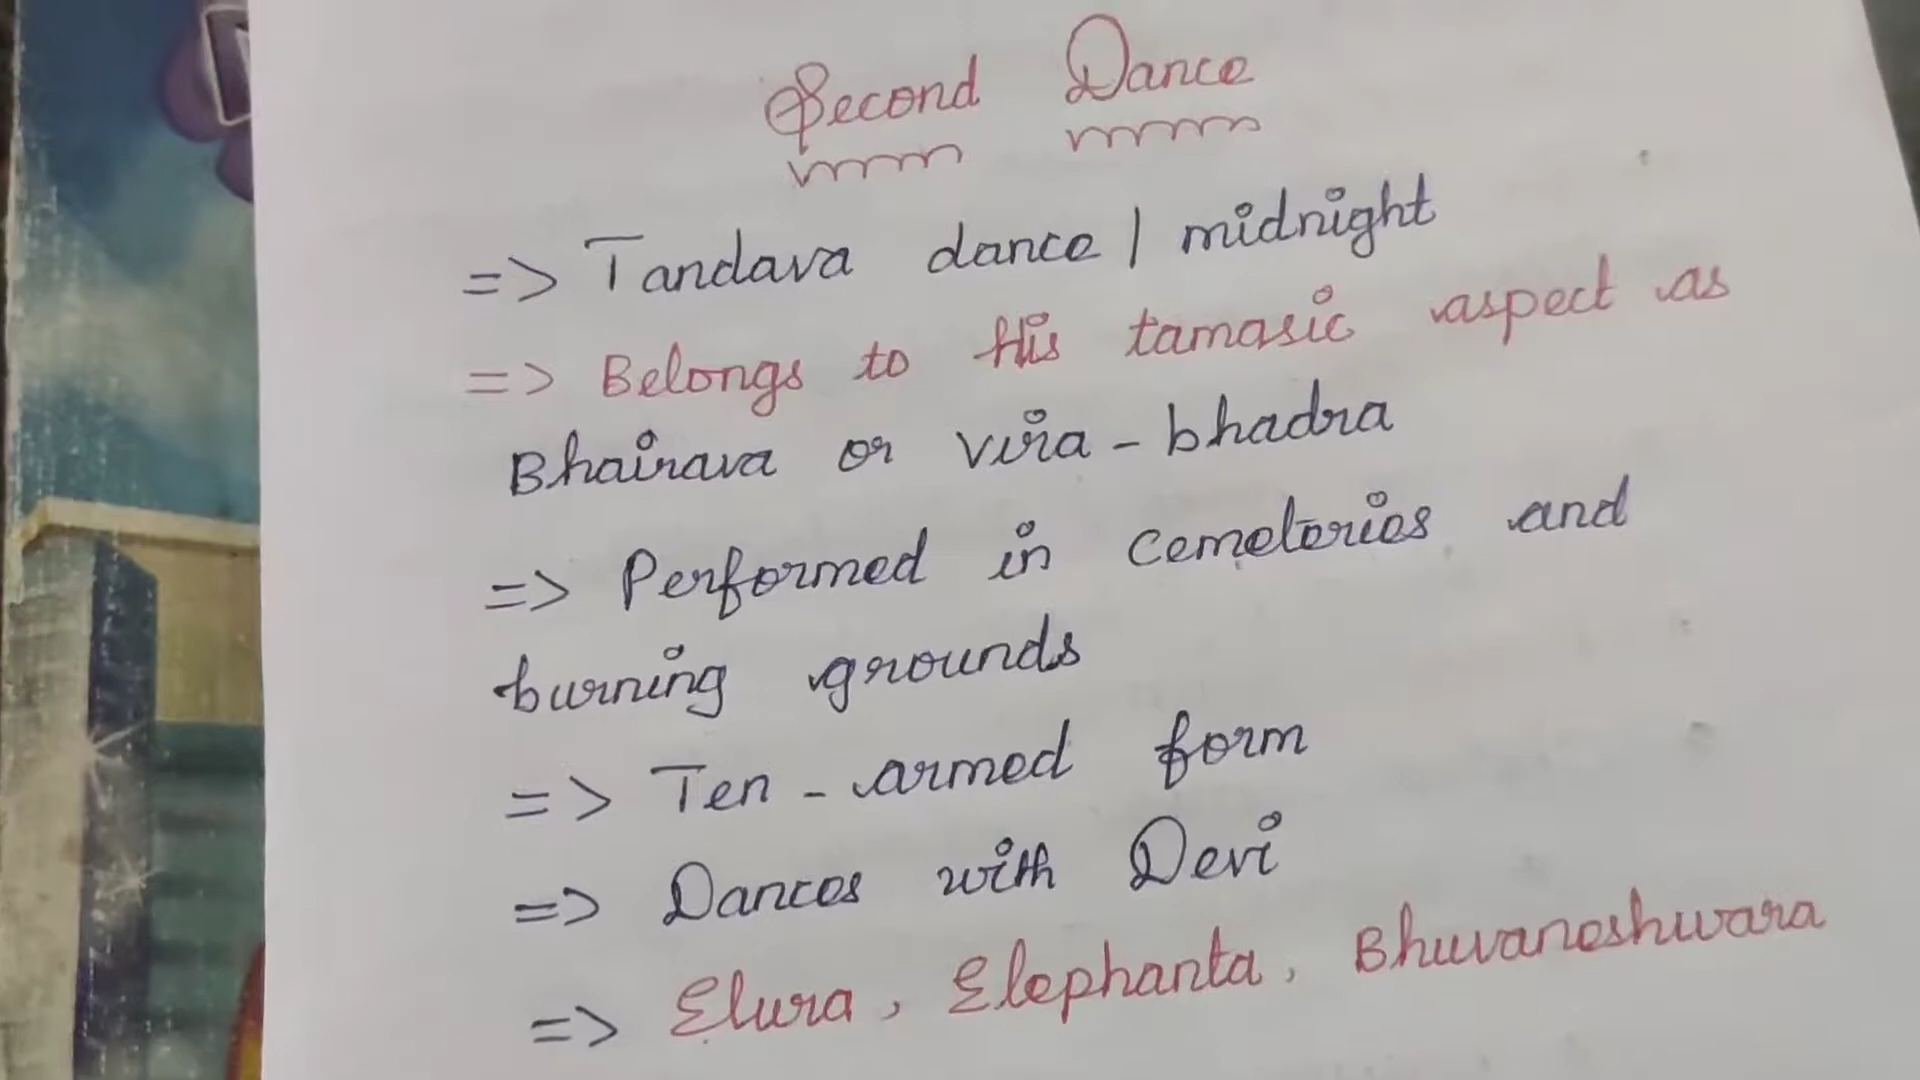 Second Dance
=> Tandava dance | midnight
=> Belongs to His tamasic aspect as
Bhairava or Vira - bhadra
=> Performed in cemeteries and
burning grounds
=> Ten - armed form
=> Dances with Devi
=> Elura, Elephanta, Bhuvaneshwara